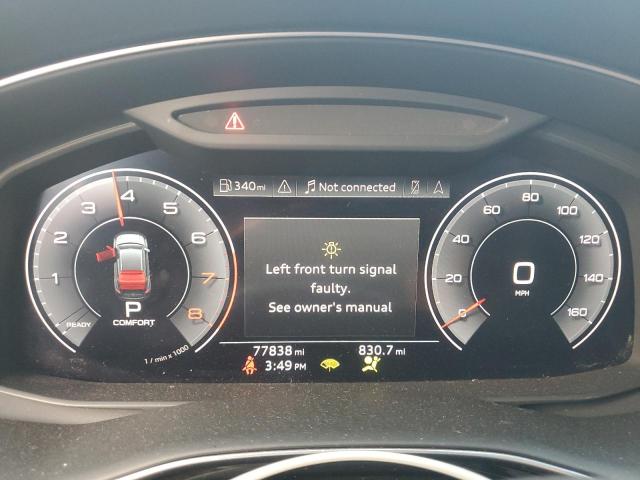 340 mi Not connected
3 4 5
2 6
1 7
READY 8
P
COMFORT
1 / min x 1000
Left front turn signal
faulty.
See owner's manual
77838 mi 830.7 mi
3:49 PM
60 80 100
40 120
20 140
0 160
0
MPH